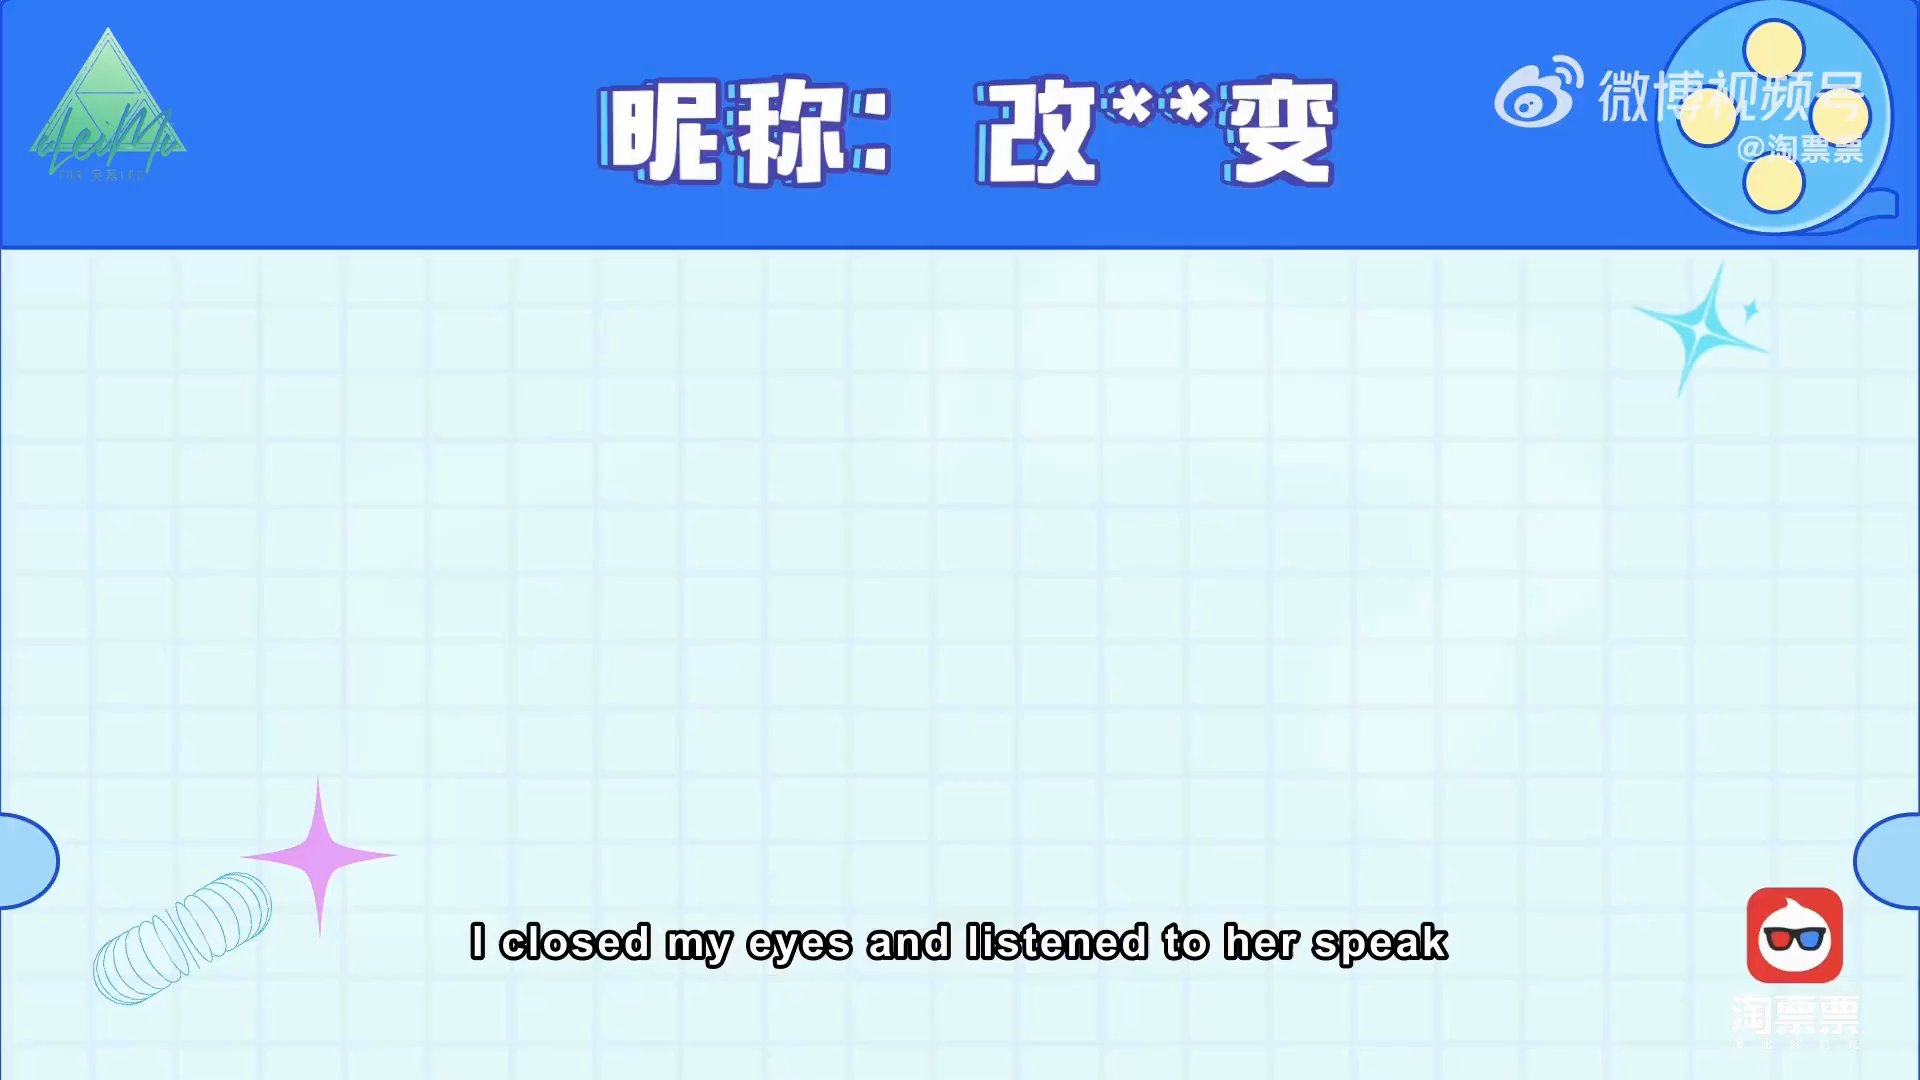 昵称： 改**变
微博视频号
@淘票票
LeiMo
I closed my eyes and listened to her speak
淘票票